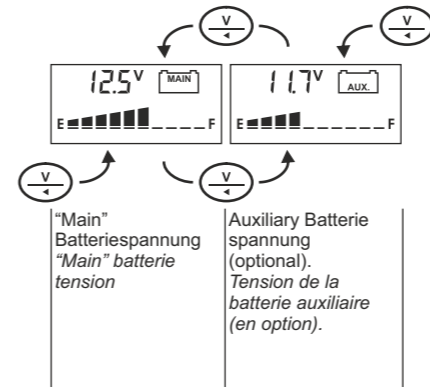 V
V
12.5V MAIN
11.7V AUX.
E F
E F
V
V
"Main"
Batteriespannung
"Main" batterie
tension
Auxiliary Batterie
spannung
(optional).
Tension de la
batterie auxiliaire
(en option).